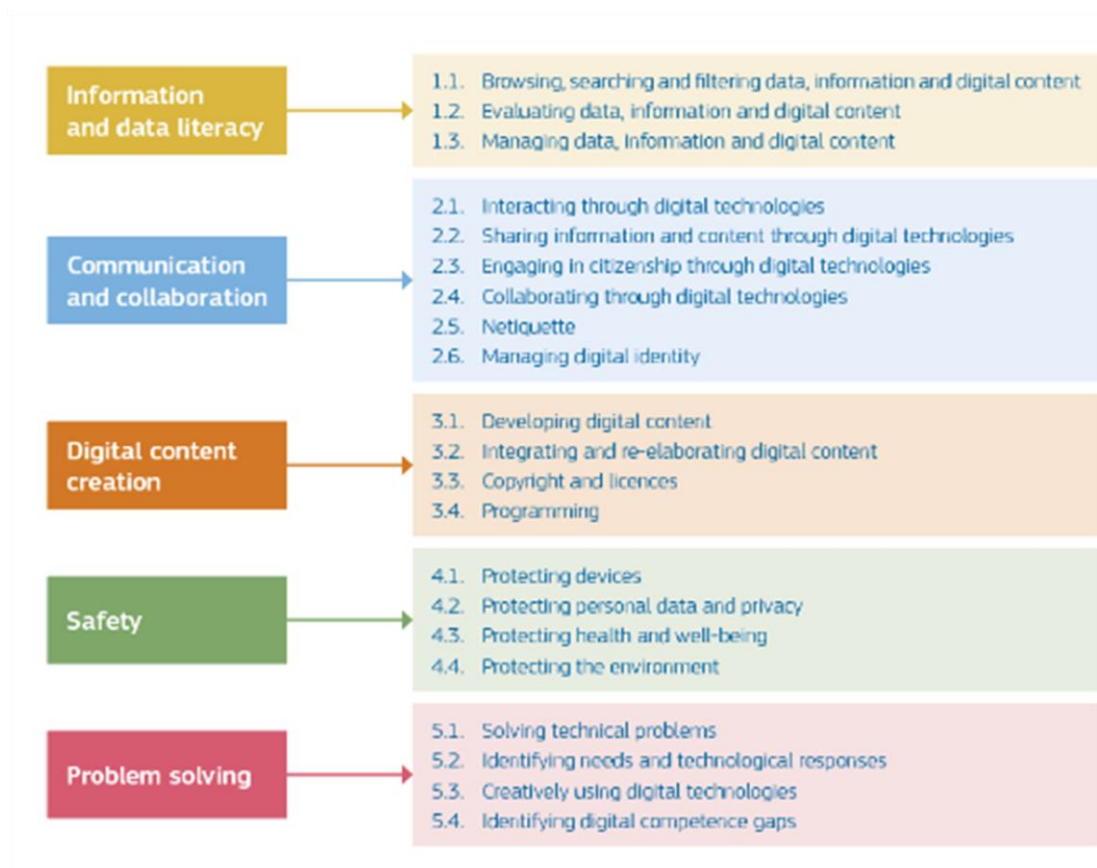 Information
and data literacy
1.1. Browsing, searching and filtering data, information and digital content
1.2. Evaluating data, information and digital content
1.3. Managing data, information and digital content
Communication
and collaboration
2.1. Interacting through digital technologies
2.2. Sharing information and content through digital technologies
2.3. Engaging in citizenship through digital technologies
2.4. Collaborating through digital technologies
2.5. Netiquette
2.6. Managing digital identity
Digital content
creation
3.1. Developing digital content
3.2. Integrating and re-elaborating digital content
3.3. Copyright and licences
3.4. Programming
Safety
4.1. Protecting devices
4.2. Protecting personal data and privacy
4.3. Protecting health and well-being
4.4. Protecting the environment
Problem solving
5.1. Solving technical problems
5.2. Identifying needs and technological responses
5.3. Creatively using digital technologies
5.4. Identifying digital competence gaps